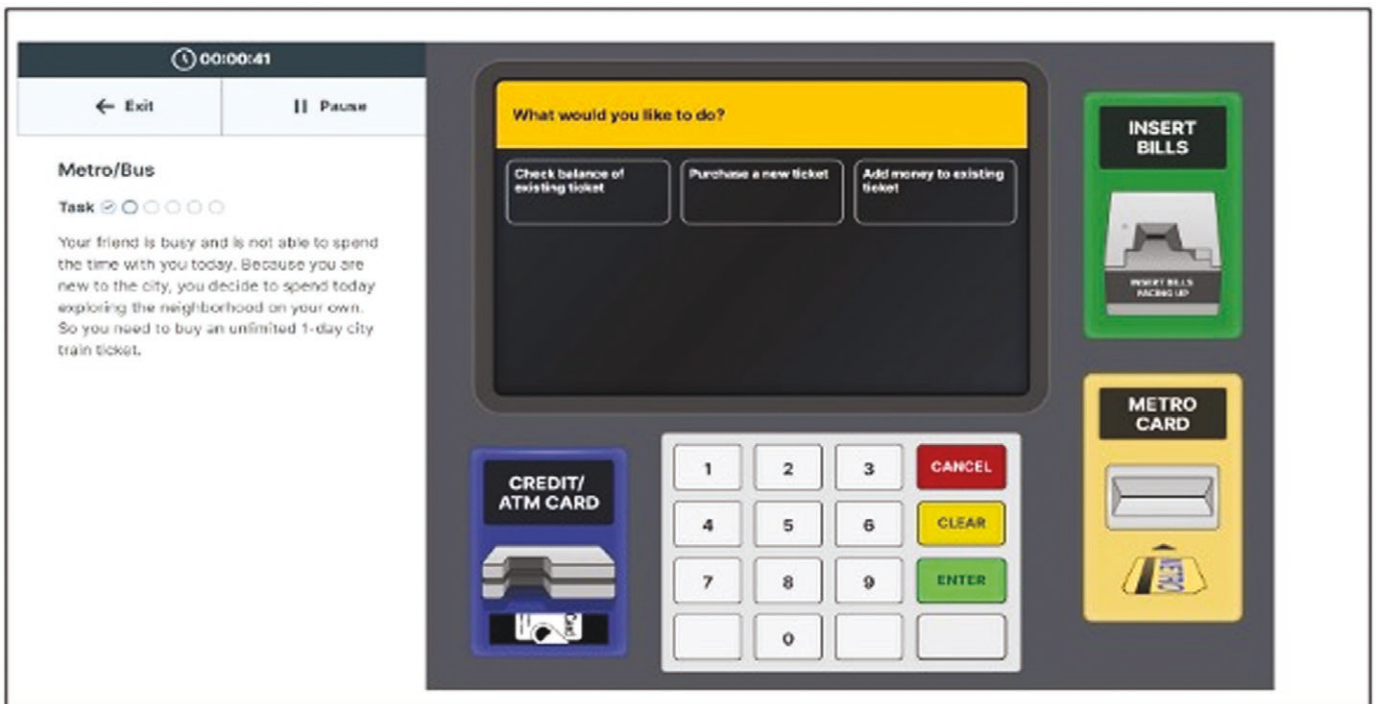 00:00:41
← Exit
Pause
Metro/Bus
Task
Your friend is busy and is not able to spend
the time with you today. Because you are
new to the city, you decide to spend today
exploring the neighborhood on your own.
So you need to buy an unlimited 1-day city
train ticket.
What would you like to do?
Check balance of
existing ticket
Purchase a new ticket
Add money to existing
ticket
INSERT
BILLS
INSERT BILLS
FACING UP
METRO
CARD
METRO
CREDIT/
ATM CARD
Card
1 2 3 CANCEL
4 5 6 CLEAR
7 8 9 ENTER
0